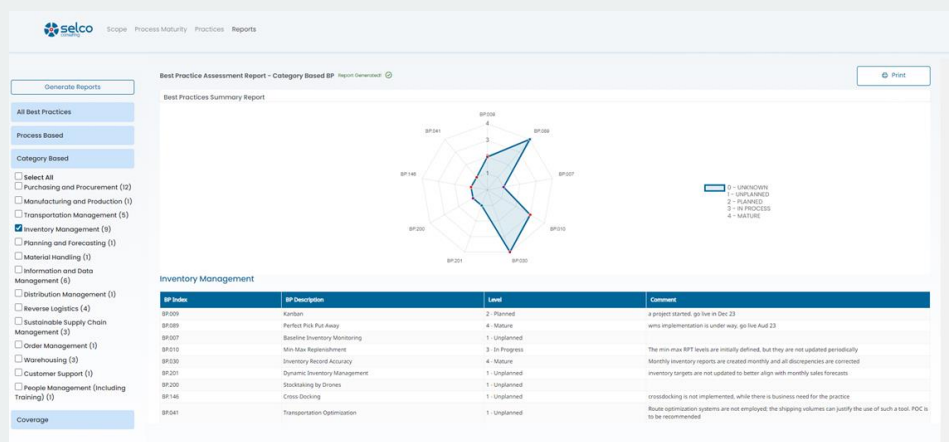 selco
consulting
Scope Process Maturity Practices Reports
Generate Reports
All Best Practices
Process Based
Category Based
Select All
Purchasing and Procurement (12)
Manufacturing and Production (1)
Transportation Management (5)
Inventory Management (9)
Planning and Forecasting (1)
Material Handling (1)
Information and Data
Management (6)
Distribution Management (1)
Reverse Logistics (4)
Sustainable Supply Chain
Management (3)
Order Management (1)
Warehousing (3)
Customer Support (1)
People Management (Including
Training) (1)
Coverage
Best Practice Assessment Report - Category Based BP Report Generated!
Print
Best Practices Summary Report
BP.089
BP.007
BP.010
BP.030
BP.201
BP.200
BP.146
BP.041
4
3
1
0 - UNKNOWN
1 - UNPLANNED
2 - PLANNED
3 - IN PROCESS
4 - MATURE
Inventory Management
BP Index BP Description Level Comment
BP.009 Kanban 2 - Planned a project started, go live in Dec 23
BP.089 Perfect Pick Put Away 4 - Mature wms implementation is under way, go live Aug 23
BP.007 Baseline Inventory Monitoring 1 - Unplanned
BP.010 Min Max Replenishment 3 - In Progress The min-max RPT levels are initially defined, but they are not updated periodically
BP.030 Inventory Record Accuracy 4 - Mature Monthly inventory reports are created monthly and all discrepencies are corrected
BP.201 Dynamic Inventory Management 1 - Unplanned inventory targets are not updated to better align with monthly sales forecasts
BP.200 Stocktaking by Drones 1 - Unplanned
BP.146 Cross Docking 1 - Unplanned crossdocking is not implemented, while there is business need for the practice
BP.041 Transportation Optimization 1 - Unplanned Route optimization systems are not employed; the shipping volumes can justify the use of such a tool. POC is
to be recommended